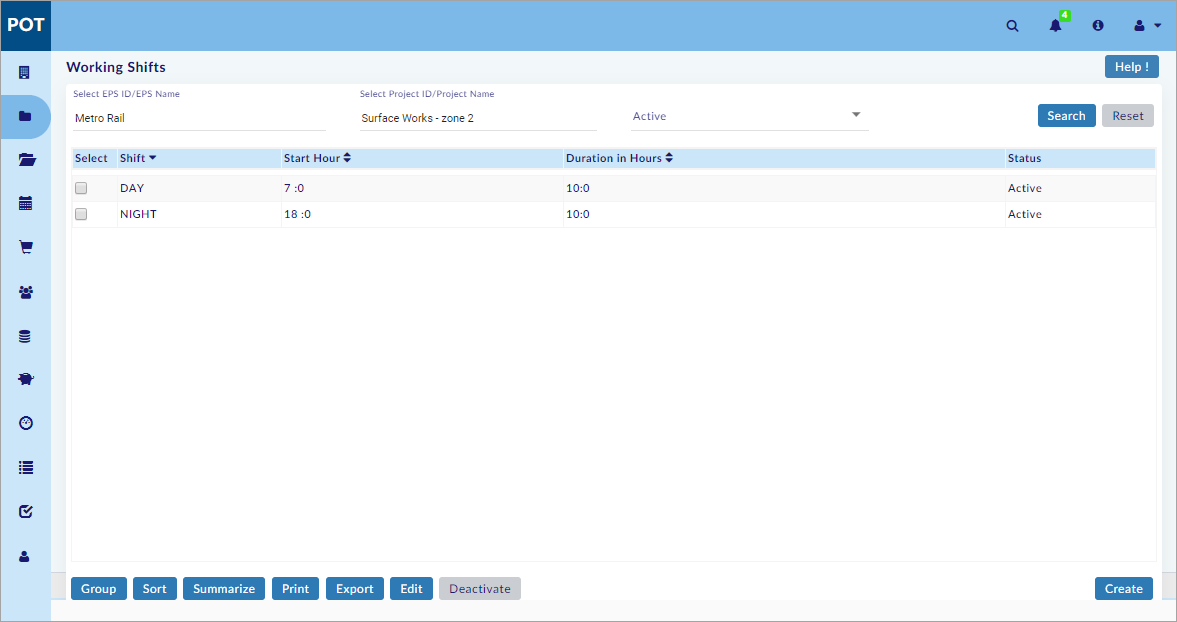 POT
4
Working Shifts
Help !
Select EPS ID/EPS Name
Select Project ID/Project Name
Metro Rail
Surface Works - zone 2
Active
Search
Reset
Select Shift Start Hour Duration in Hours Status
DAY 7 :0 10:0 Active
NIGHT 18 :0 10:0 Active
Group Sort Summarize Print Export Edit Deactivate Create